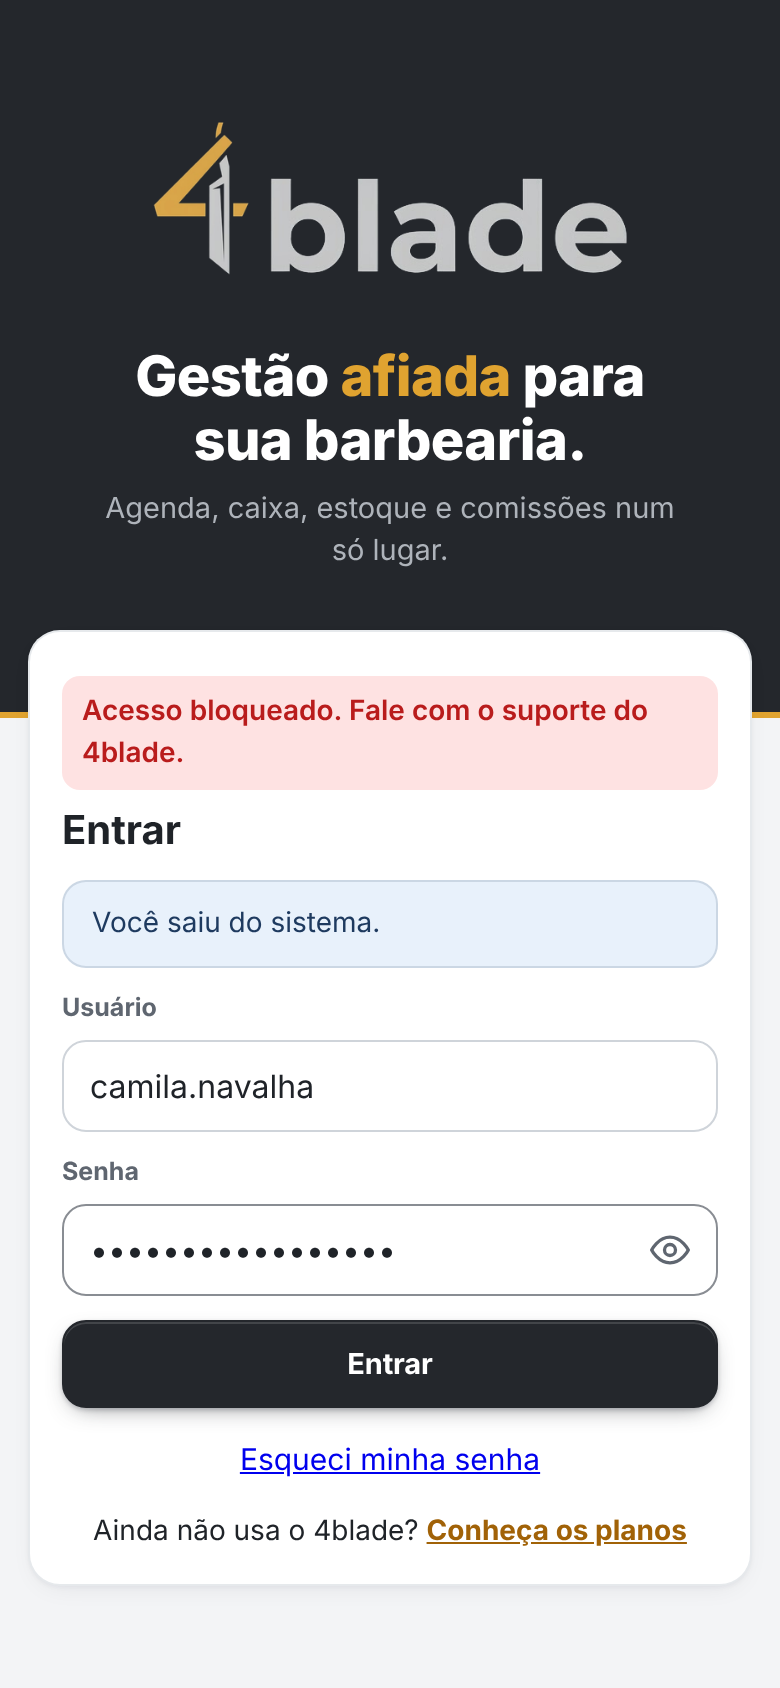 4blade
Gestão afiada para
sua barbearia.
Agenda, caixa, estoque e comissões num
só lugar.
Acesso bloqueado. Fale com o suporte do
4blade.
Entrar
Você saiu do sistema.
Usuário
camila.navalha
Senha
•••••••••••••••••
Entrar
Esqueci minha senha
Ainda não usa o 4blade? Conheça os planos